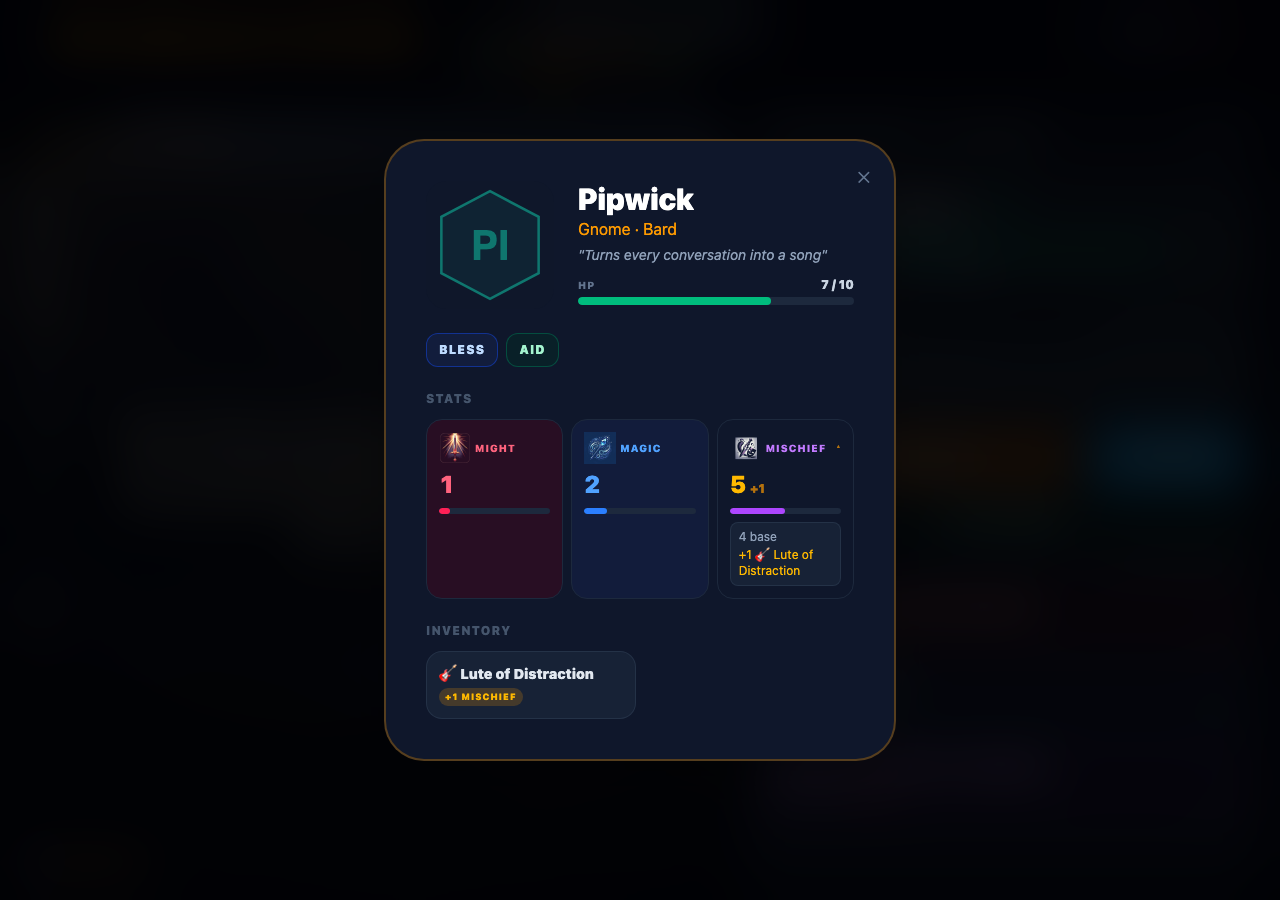 PI
Pipwick
Gnome · Bard
"Turns every conversation into a song"
HP 7 / 10
BLESS AID
STATS
MIGHT
1
MAGIC
2
MISCHIEF
5 +1
4 base
+1 🎸 Lute of
Distraction
INVENTORY
🎸 Lute of Distraction
+1 MISCHIEF